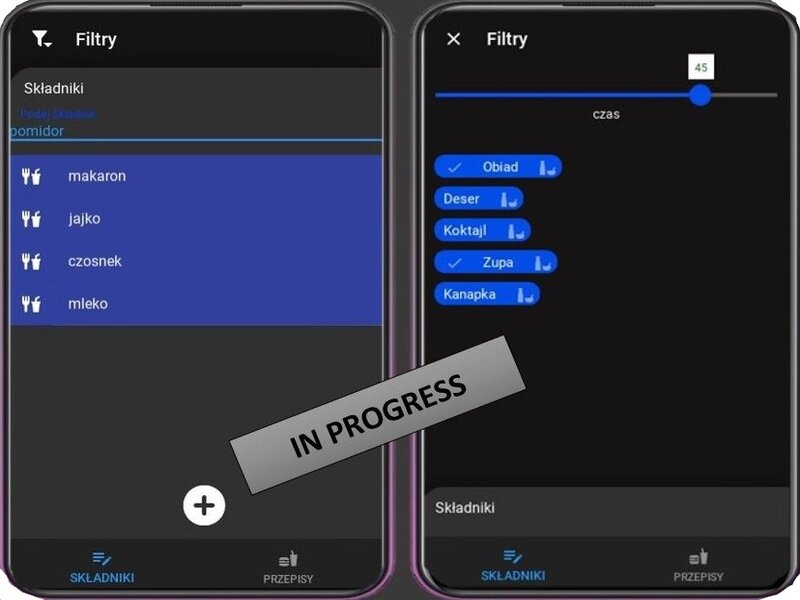 Filtry
Składniki
Podaj Składnik
pomidor
makaron
jajko
czosnek
mleko
SKŁADNIKI
PRZEPISY
IN PROGRESS
Filtry
45
czas
Obiad
Deser
Koktajl
Zupa
Kanapka
Składniki
SKŁADNIKI
PRZEPISY